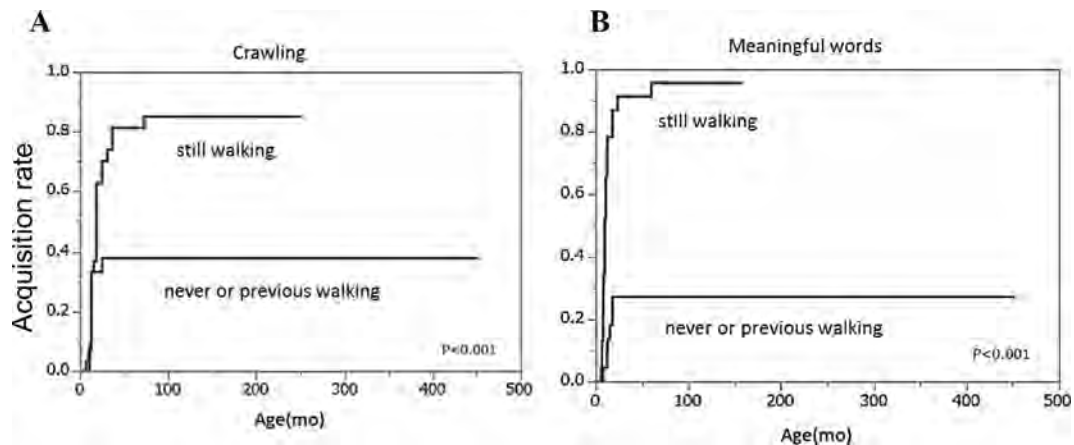 A
Crawling
1.0
0.8
0.6
0.4
0.2
0.0
Acquisition rate
still walking
never or previous walking
P<0.001
0 100 200 300 400 500
Age(mo)
B
Meaningful words
1.0
0.8
0.6
0.4
0.2
0.0
still walking
never or previous walking
P<0.001
0 100 200 300 400 500
Age(mo)